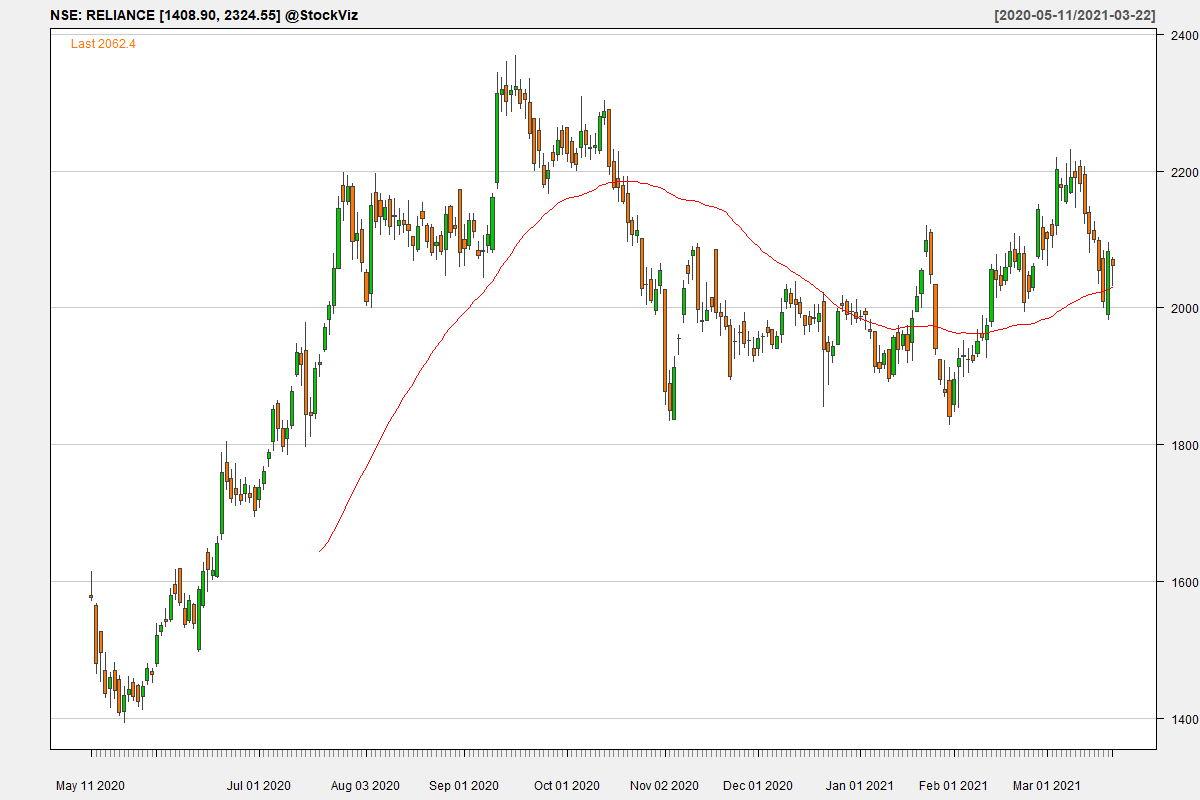 NSE: RELIANCE [1408.90, 2324.55] @StockViz [2020-05-11/2021-03-22]
Last 2062.4
2400
2200
2000
1800
1600
1400
May 11 2020 Jul 01 2020 Aug 03 2020 Sep 01 2020 Oct 01 2020 Nov 02 2020 Dec 01 2020 Jan 01 2021 Feb 01 2021 Mar 01 2021